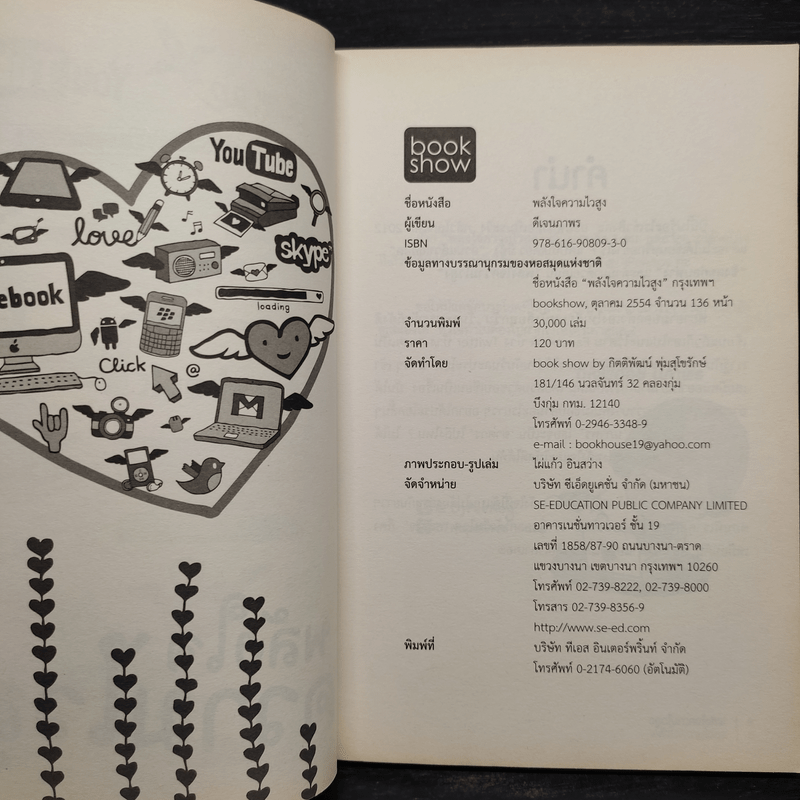 You Tube
love
skype
ebook
loading
Click
@
book
show
ชื่อหนังสือ พลังใจความไวสูง
ผู้เขียน ดีเจนภาพร
ISBN 978-616-90809-3-0
ข้อมูลทางบรรณานุกรมของหอสมุดแห่งชาติ
ชื่อหนังสือ “พลังใจความไวสูง” กรุงเทพฯ
bookshow, ตุลาคม 2554 จำนวน 136 หน้า
จำนวนพิมพ์ 30,000 เล่ม
ราคา 120 บาท
จัดทำโดย book show by กิตติพัฒน์ พุ่มสุโขรักษ์
181/146 นวลจันทร์ 32 คลองกุ่ม
บึงกุ่ม กทม. 12140
โทรศัพท์ 0-2946-3348-9
e-mail : bookhouse19@yahoo.com
ภาพประกอบ-รูปเล่ม ไผ่แก้ว อินสว่าง
จัดจำหน่าย บริษัท ซีเอ็ดยูเคชั่น จำกัด (มหาชน)
SE-EDUCATION PUBLIC COMPANY LIMITED
อาคารเนชั่นทาวเวอร์ ชั้น 19
เลขที่ 1858/87-90 ถนนบางนา-ตราด
แขวงบางนา เขตบางนา กรุงเทพฯ 10260
โทรศัพท์ 02-739-8222, 02-739-8000
โทรสาร 02-739-8356-9
http://www.se-ed.com
พิมพ์ที่ บริษัท ทีเอส อินเตอร์พริ้นท์ จำกัด
โทรศัพท์ 0-2174-6060 (อัตโนมัติ)